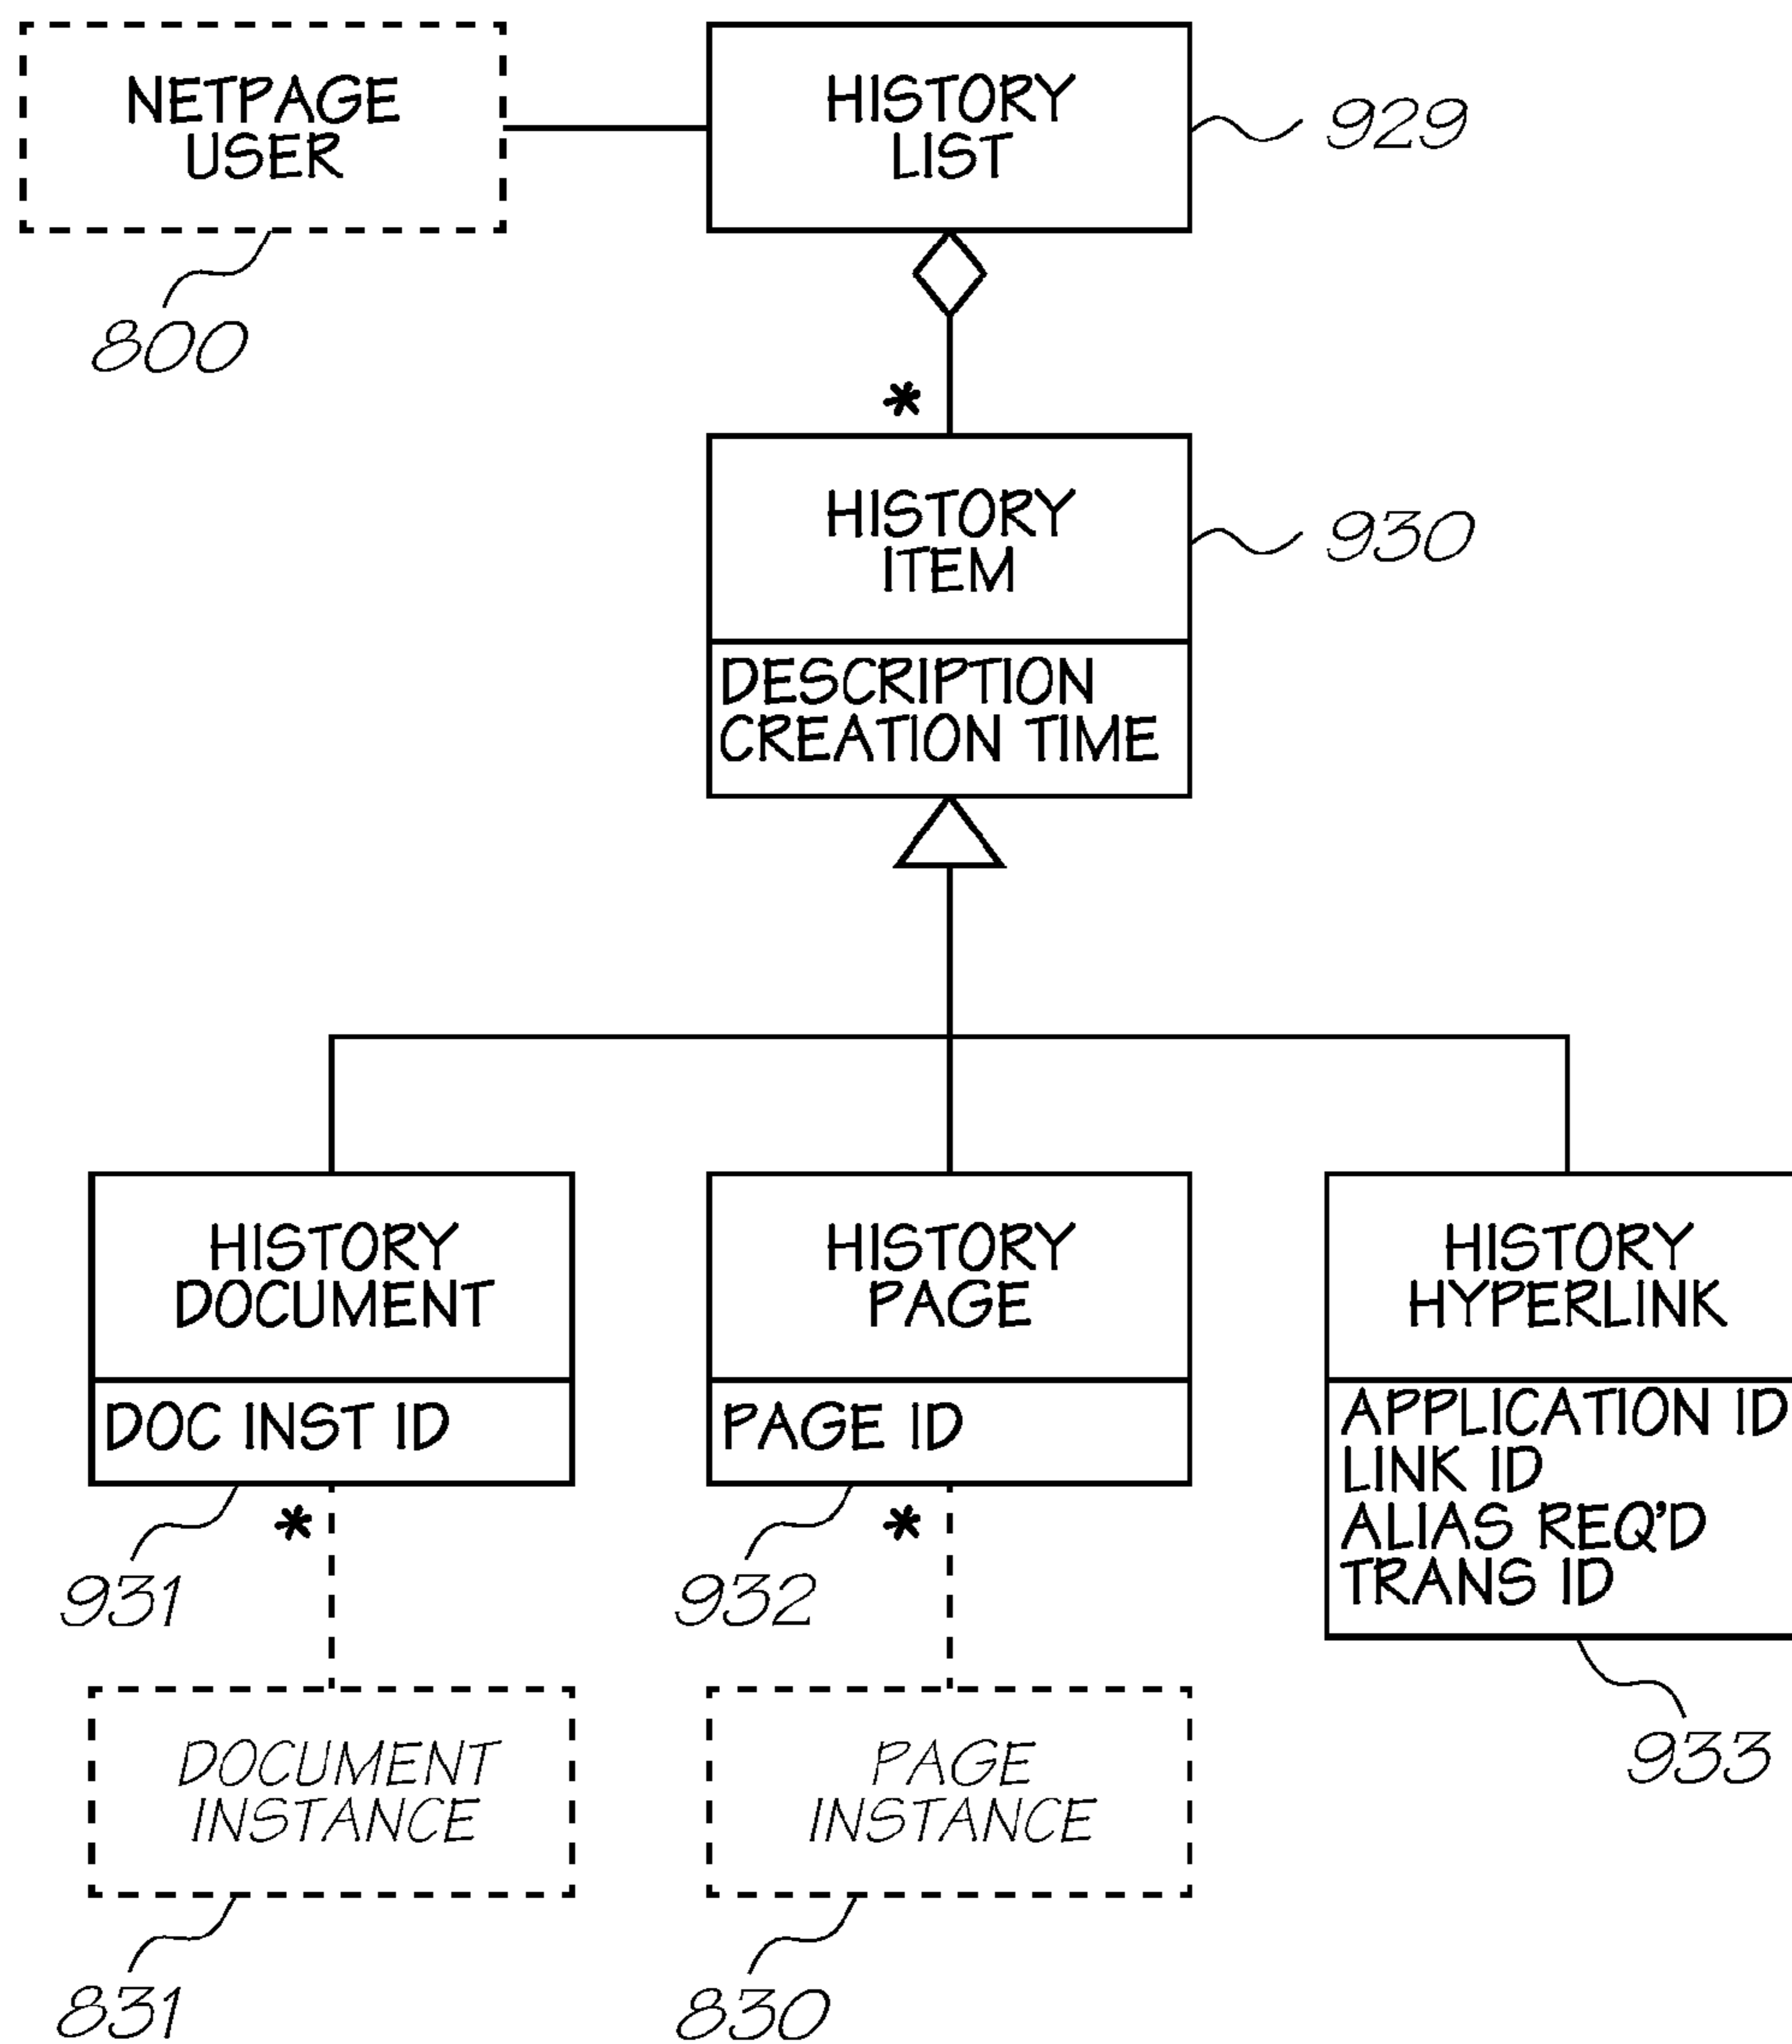 NETPAGE
USER
800
HISTORY
LIST
929
*
HISTORY
ITEM
930
DESCRIPTION
CREATION TIME
HISTORY
DOCUMENT
DOC INST ID
931
*
HISTORY
PAGE
PAGE ID
932
*
HISTORY
HYPERLINK
APPLICATION ID
LINK ID
ALIAS REQ'D
TRANS ID
933
DOCUMENT
INSTANCE
831
PAGE
INSTANCE
830